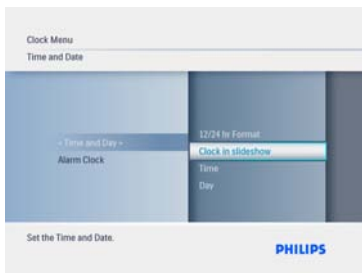 Clock Menu
Time and Date
- Time and Day -
Alarm Clock
12/24 hr Format
Clock in slideshow
Time
Day
Set the Time and Date.
PHILIPS